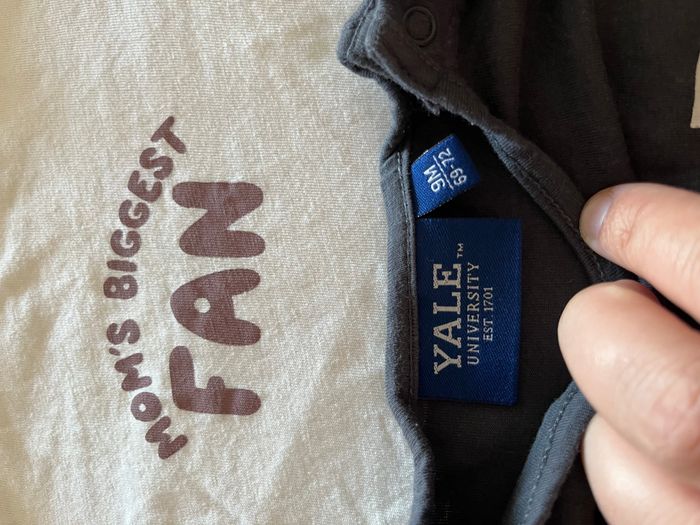 MOM'S BIGGEST
FAN
9M
69-72
YALE™
UNIVERSITY
EST. 1701